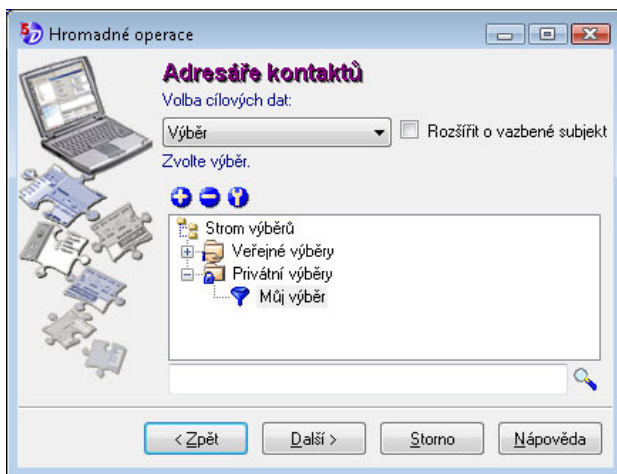 5D Hromadné operace
Adresáře kontaktů
Volba cílových dat:
Výběr
Rozšířit o vazbené subjekt
Zvolte výběr.
Strom výběrů
Veřejné výběry
Privátní výběry
Můj výběr
< Zpět
Další >
Storno
Nápověda